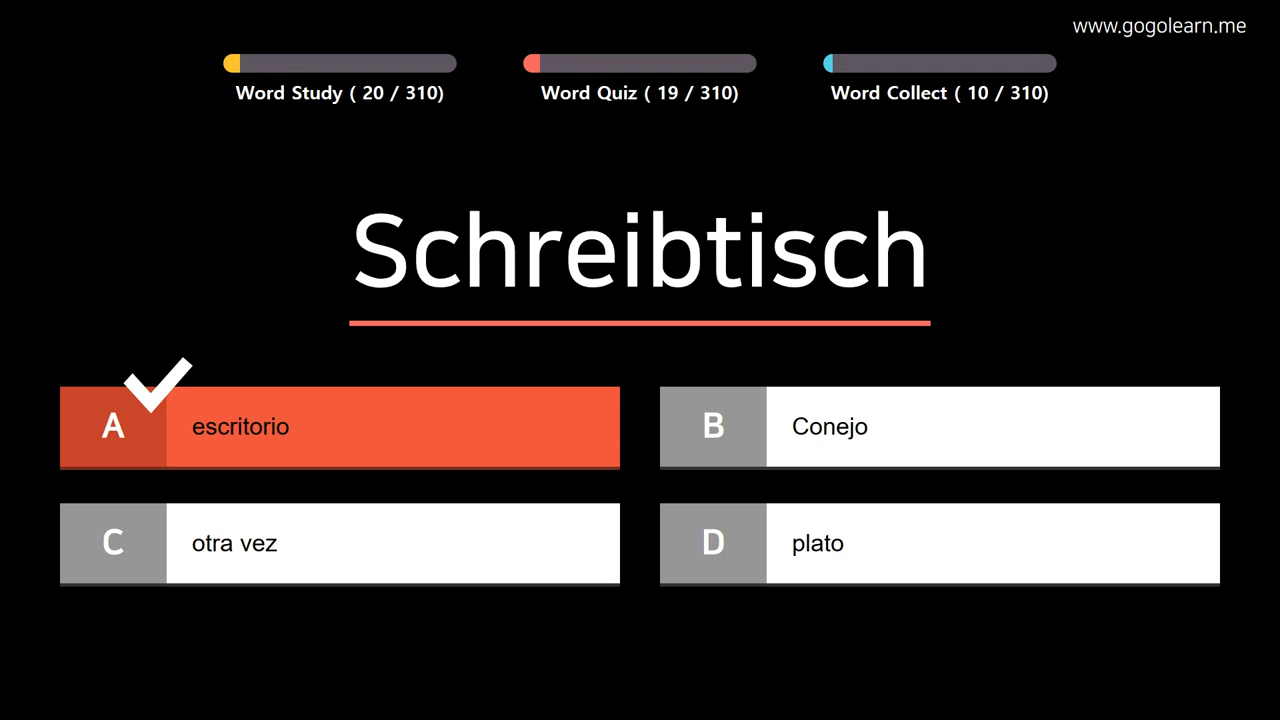 www.gogolearn.me
Word Study ( 20 / 310)
Word Quiz ( 19 / 310)
Word Collect ( 10 / 310)
Schreibtisch
A escritorio
B Conejo
C otra vez
D plato